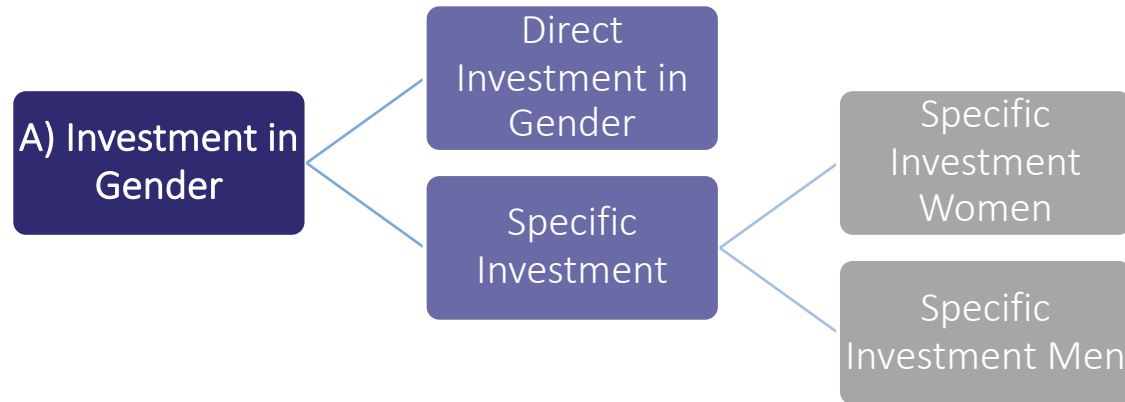 A) Investment in
Gender
Direct
Investment in
Gender
Specific
Investment
Specific
Investment
Women
Specific
Investment Men